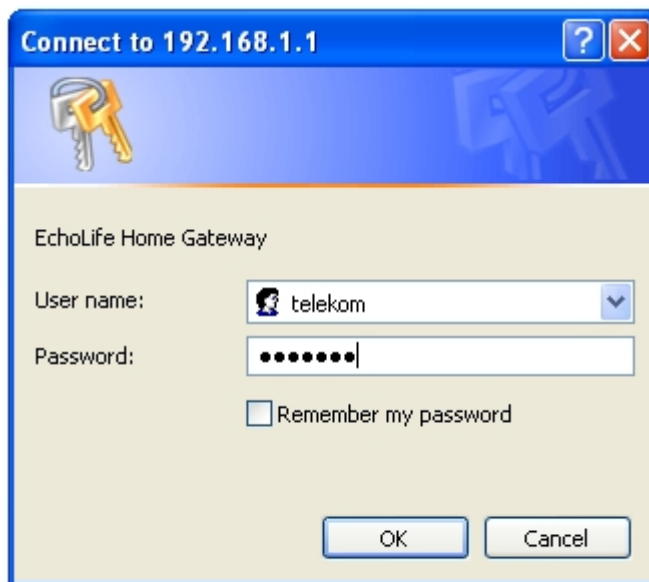 Connect to 192.168.1.1
EchoLife Home Gateway
User name: telekom
Password: •••••••
Remember my password
OK Cancel